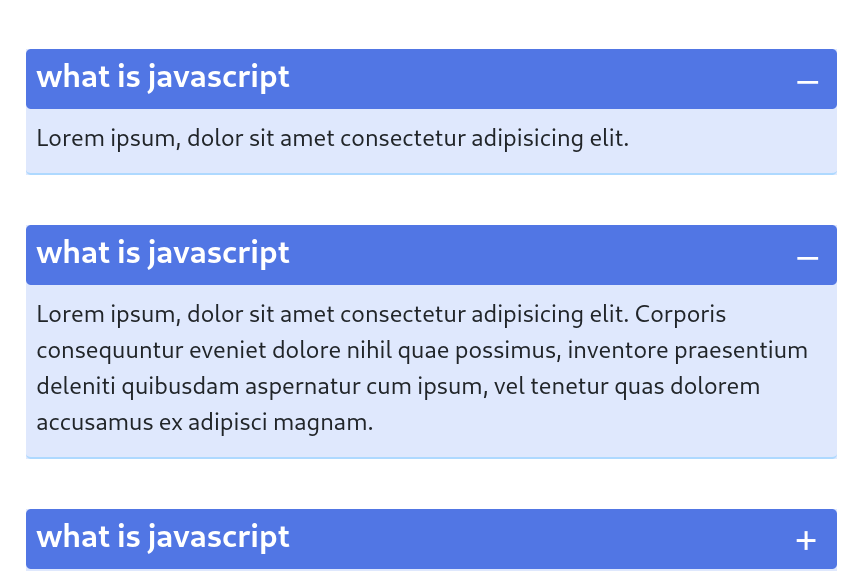 what is javascript –
Lorem ipsum, dolor sit amet consectetur adipisicing elit.
what is javascript –
Lorem ipsum, dolor sit amet consectetur adipisicing elit. Corporis
consequuntur eveniet dolore nihil quae possimus, inventore praesentium
deleniti quibusdam aspernatur cum ipsum, vel tenetur quas dolorem
accusamus ex adipisci magnam.
what is javascript +